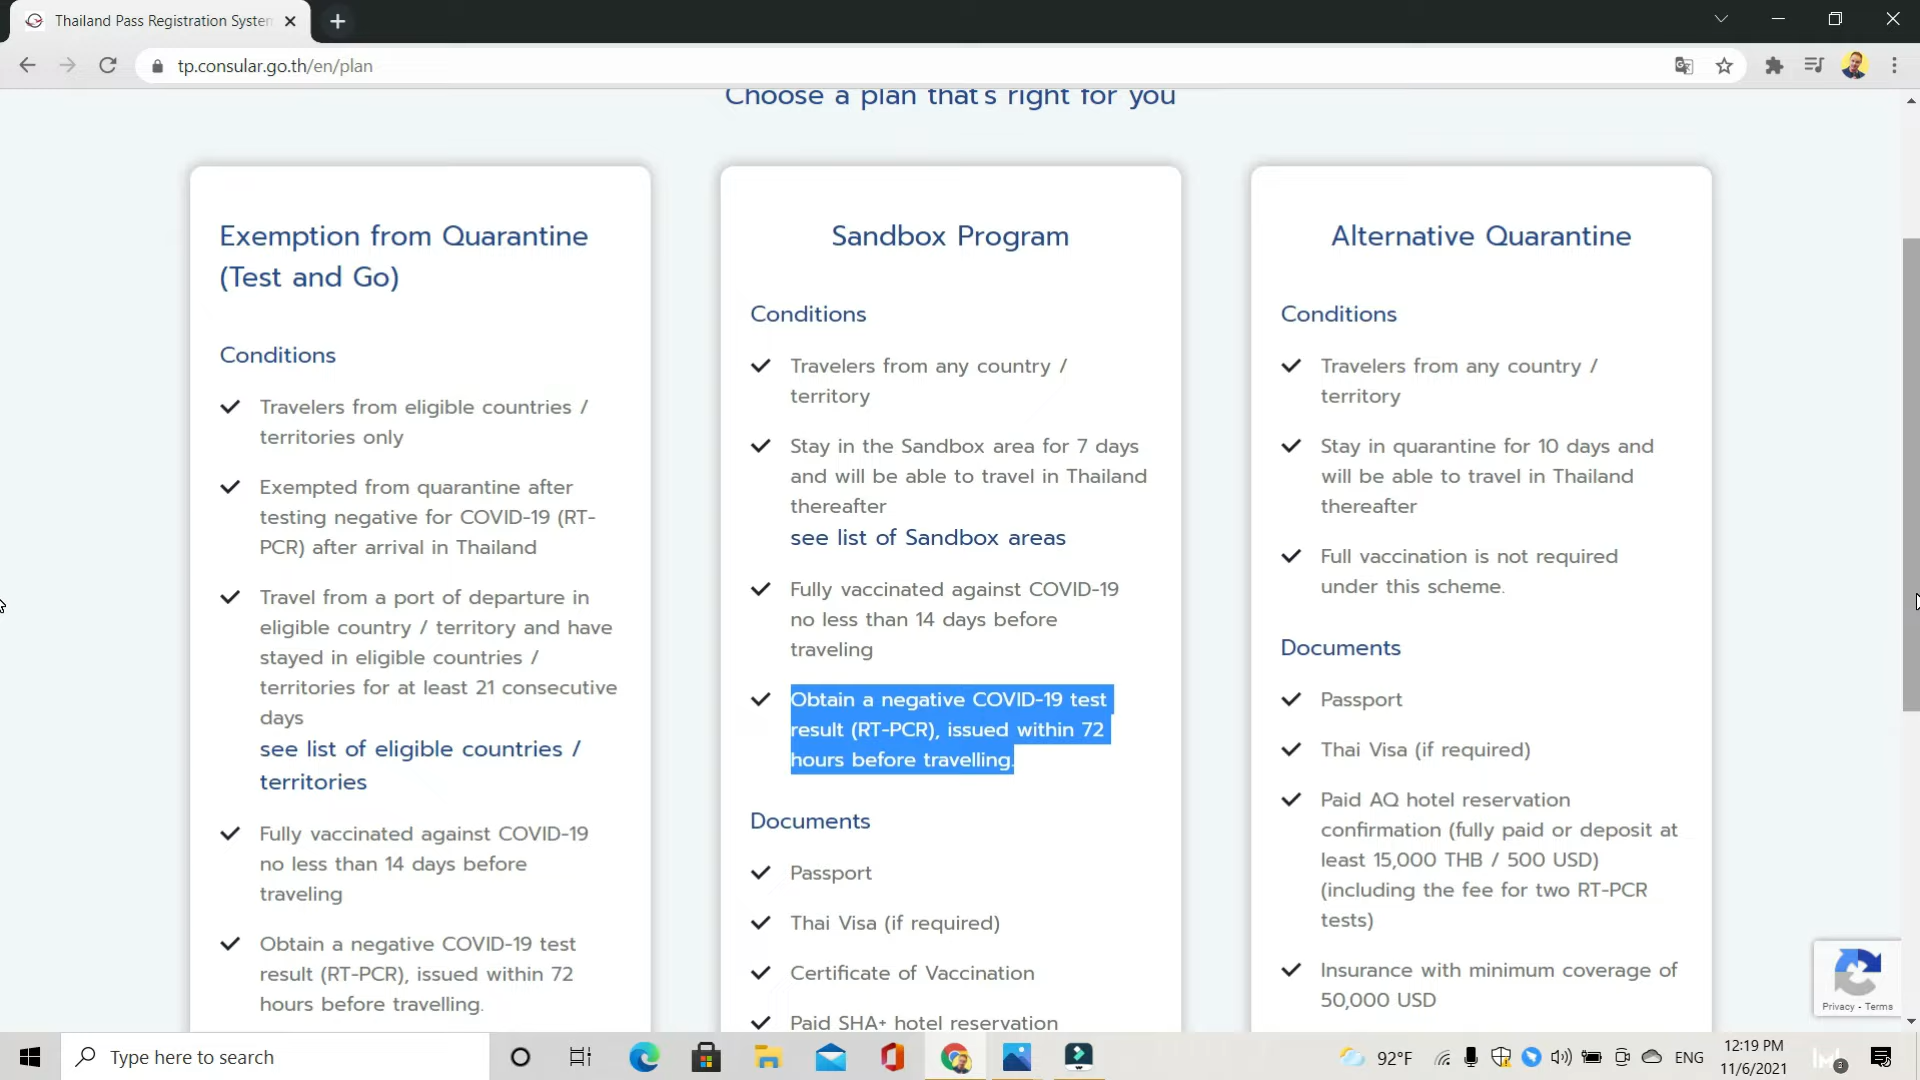 Thailand Pass Registration System
tp.consular.go.th/en/plan
Choose a plan that's right for you
Exemption from Quarantine
(Test and Go)
Conditions
Travelers from eligible countries /
territories only
Exempted from quarantine after
testing negative for COVID-19 (RT-
PCR) after arrival in Thailand
Travel from a port of departure in
eligible country / territory and have
stayed in eligible countries /
territories for at least 21 consecutive
days
see list of eligible countries /
territories
Fully vaccinated against COVID-19
no less than 14 days before
traveling
Obtain a negative COVID-19 test
result (RT-PCR), issued within 72
hours before travelling.
Sandbox Program
Conditions
Travelers from any country /
territory
Stay in the Sandbox area for 7 days
and will be able to travel in Thailand
thereafter
see list of Sandbox areas
Fully vaccinated against COVID-19
no less than 14 days before
traveling
Obtain a negative COVID-19 test
result (RT-PCR), issued within 72
hours before travelling.
Documents
Passport
Thai Visa (if required)
Certificate of Vaccination
Paid SHA+ hotel reservation
Alternative Quarantine
Conditions
Travelers from any country /
territory
Stay in quarantine for 10 days and
will be able to travel in Thailand
thereafter
Full vaccination is not required
under this scheme.
Documents
Passport
Thai Visa (if required)
Paid AQ hotel reservation
confirmation (fully paid or deposit at
least 15,000 THB / 500 USD)
(including the fee for two RT-PCR
tests)
Insurance with minimum coverage of
50,000 USD
Privacy - Terms
Type here to search
92°F
ENG
12:19 PM
11/6/2021
3